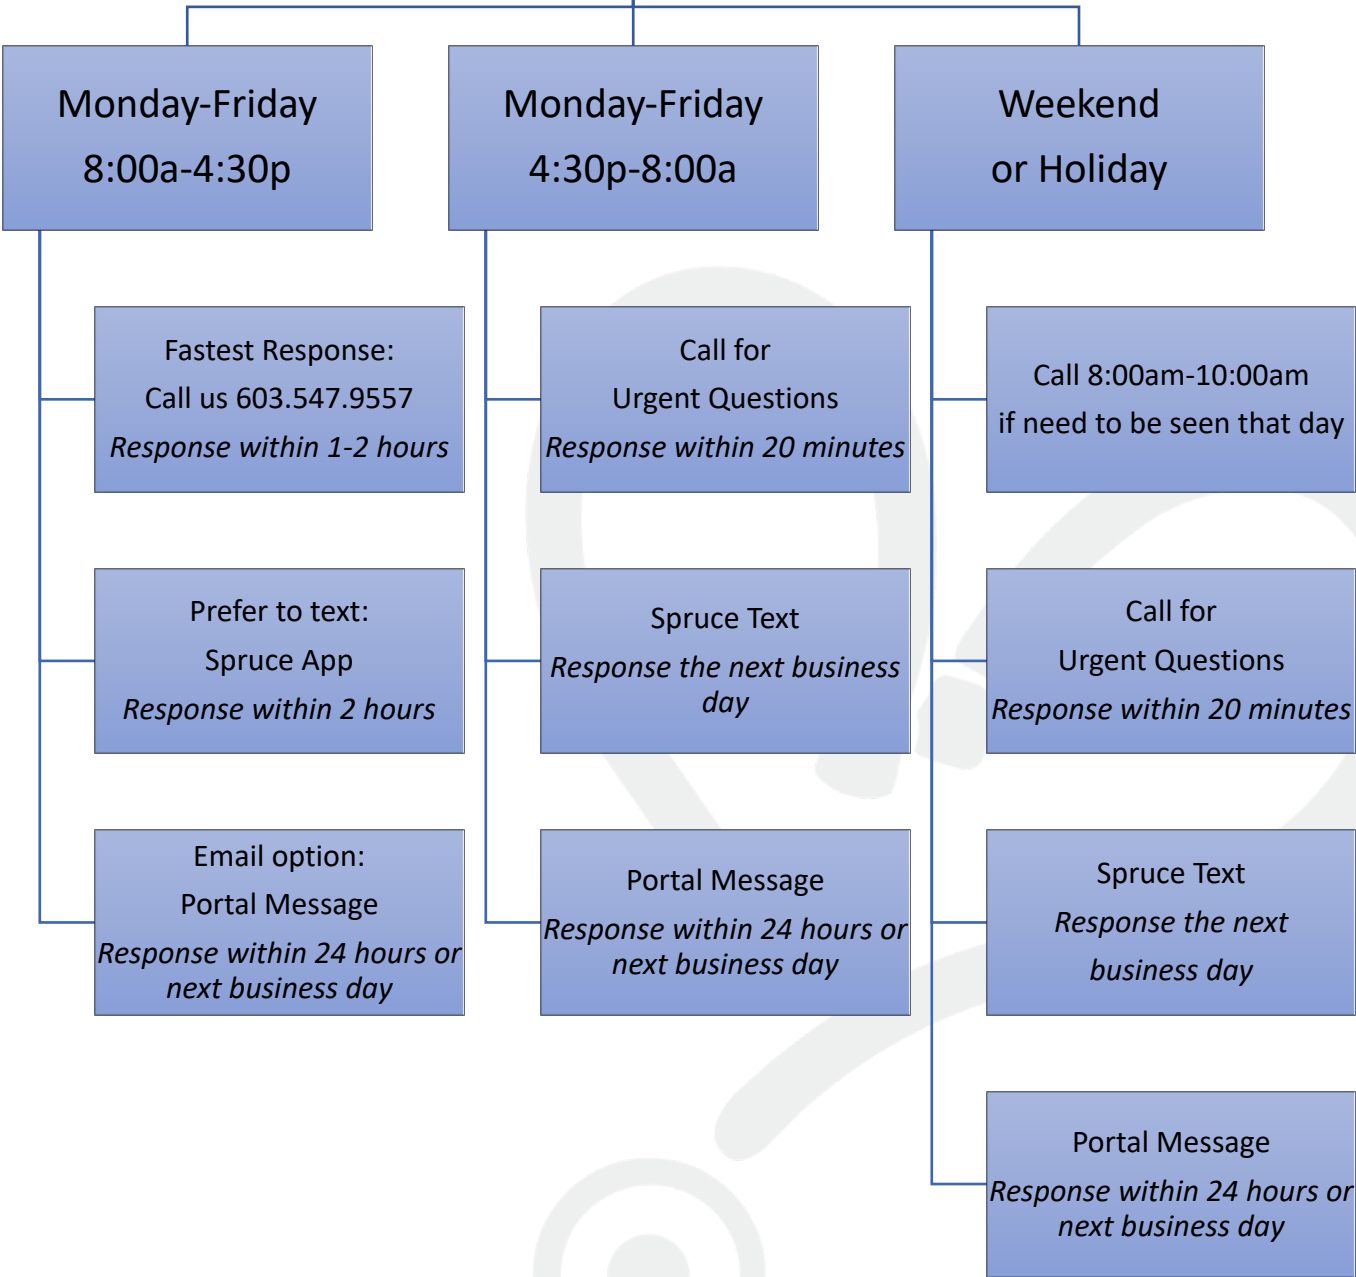 Monday-Friday
8:00a-4:30p
Fastest Response:
Call us 603.547.9557
Response within 1-2 hours
Prefer to text:
Spruce App
Response within 2 hours
Email option:
Portal Message
Response within 24 hours or
next business day
Monday-Friday
4:30p-8:00a
Call for
Urgent Questions
Response within 20 minutes
Spruce Text
Response the next business
day
Portal Message
Response within 24 hours or
next business day
Weekend
or Holiday
Call 8:00am-10:00am
if need to be seen that day
Call for
Urgent Questions
Response within 20 minutes
Spruce Text
Response the next
business day
Portal Message
Response within 24 hours or
next business day